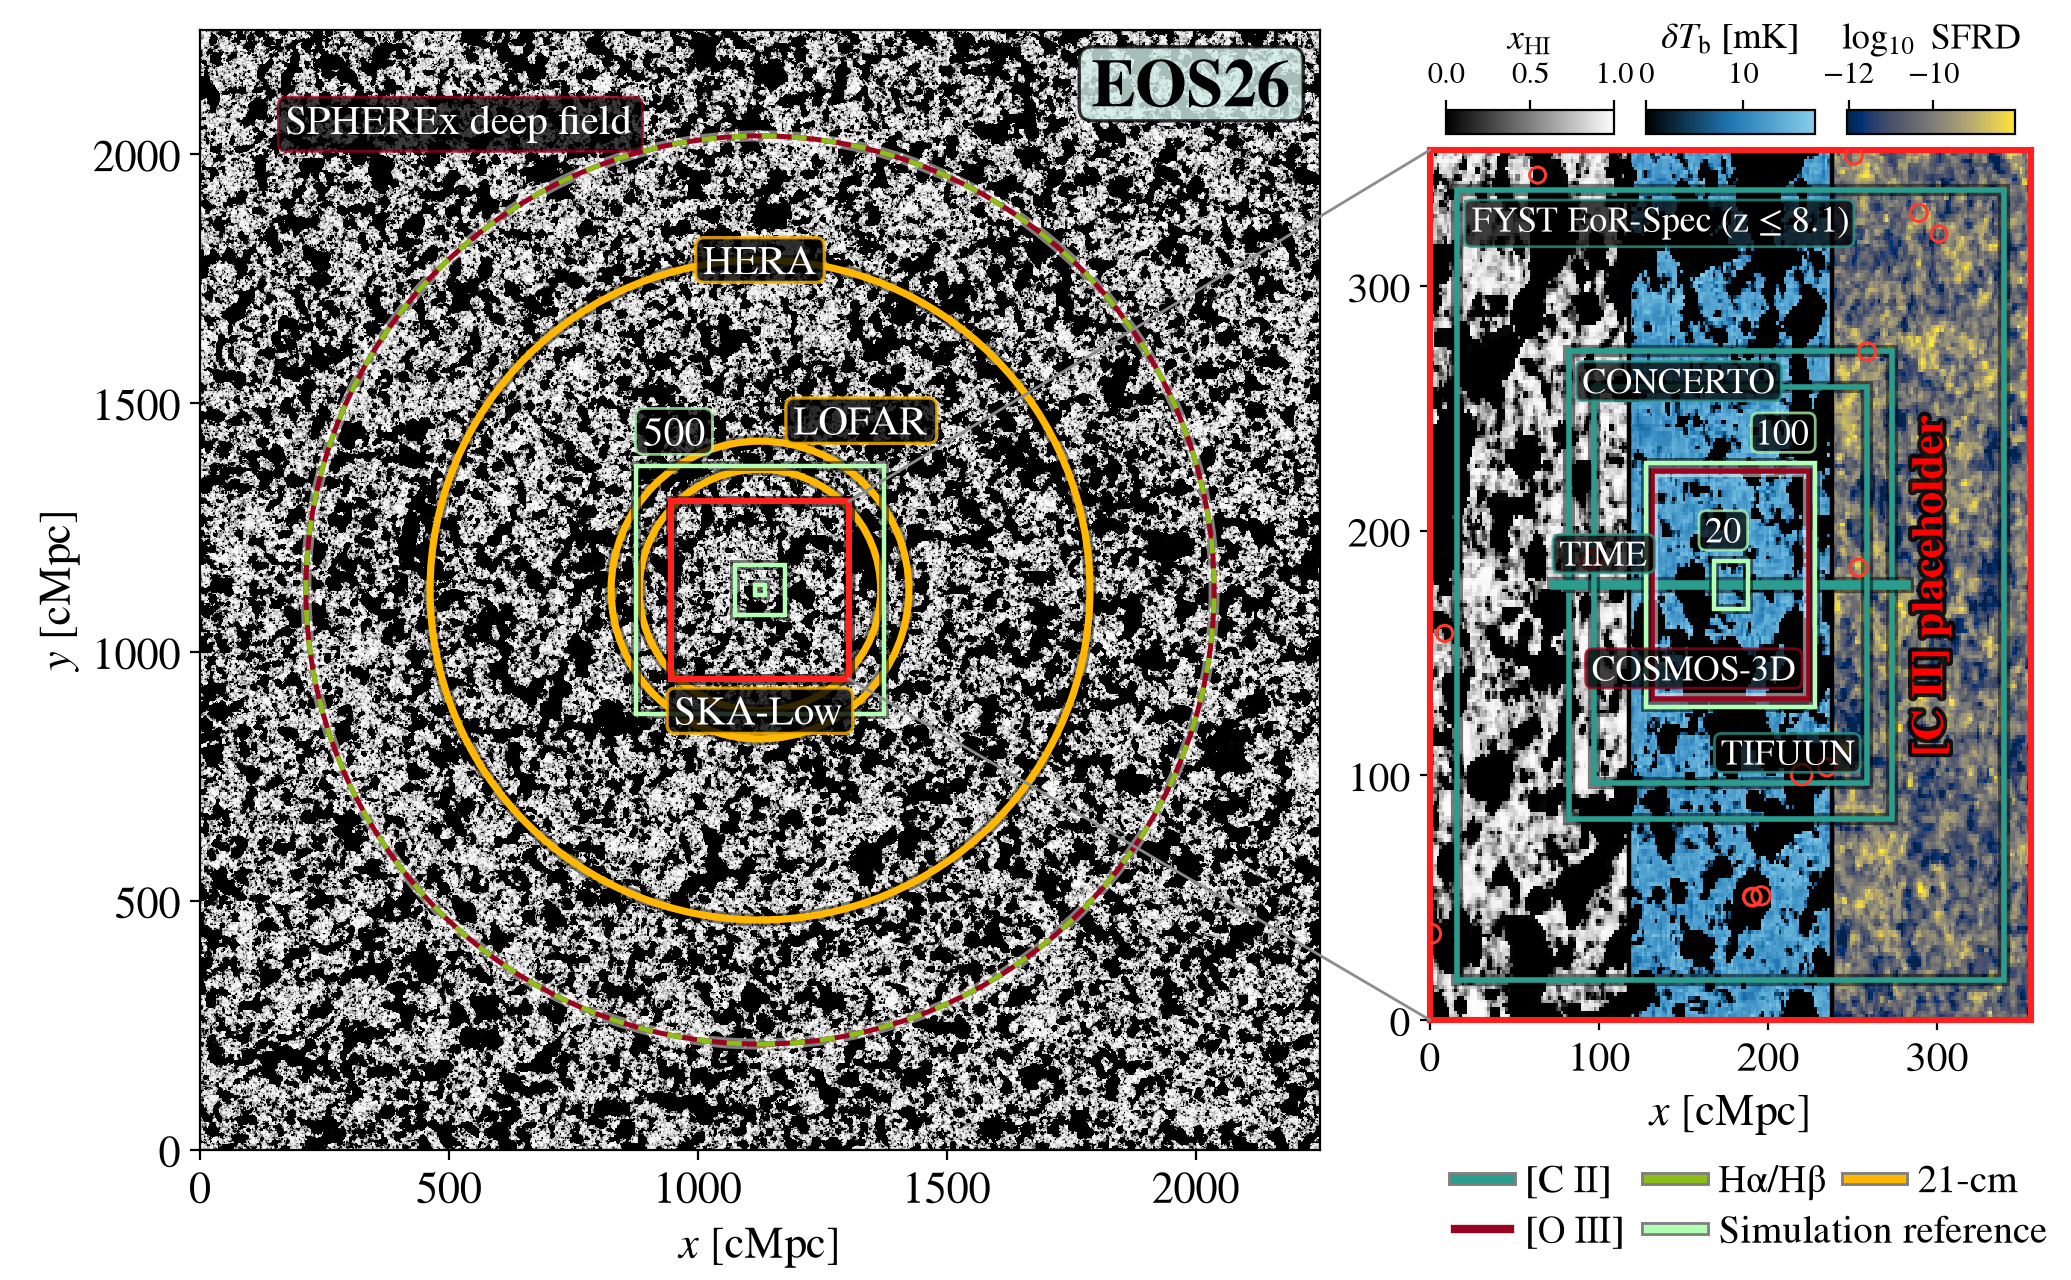 EOS26
SPHEREx deep field
HERA
LOFAR
500
SKA-Low
2000
1500
1000
500
0
y [cMpc]
0
500
1000
1500
2000
x [cMpc]
x_HI
δT_b [mK]
log₁₀ SFRD
0.0
0.5
1.0
0
10
−12
−10
FYST EoR-Spec (z ≤ 8.1)
CONCERTO
100
20
TIME
COSMOS-3D
TIFUUN
[C II] placeholder
300
200
100
0
0
100
200
300
x [cMpc]
[C II]
Hα/Hβ
21-cm
[O III]
Simulation reference